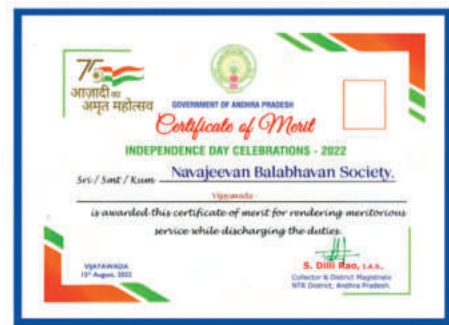 75
आज़ादी का
अमृत महोत्सव
GOVERNMENT OF ANDHRA PRADESH
Certificate of Merit
INDEPENDENCE DAY CELEBRATIONS - 2022
Sri / Smt / Kum Navajeevan Balabhavan Society.
Vijayawada
is awarded this certificate of merit for rendering meritorious
service while discharging the duties.
VIJAYAWADA
15th August, 2022
S. Dilli Rao, I.A.S.,
Collector & District Magistrate
NTR District, Andhra Pradesh